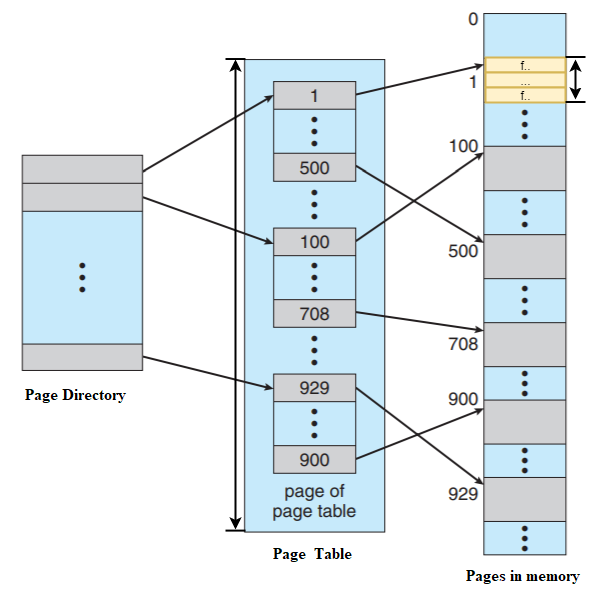 Page Directory
1
500
100
708
929
900
page of
page table
Page Table
0
f..
1
...
f..
100
500
708
900
929
Pages in memory